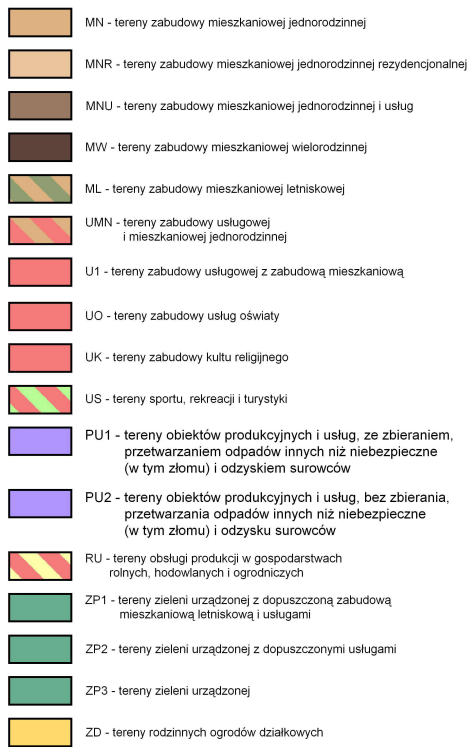 MN - tereny zabudowy mieszkaniowej jednorodzinnej
MNR - tereny zabudowy mieszkaniowej jednorodzinnej rezydencjonalnej
MNU - tereny zabudowy mieszkaniowej jednorodzinnej i usług
MW - tereny zabudowy mieszkaniowej wielorodzinnej
ML - tereny zabudowy mieszkaniowej letniskowej
UMN - tereny zabudowy usługowej
i mieszkaniowej jednorodzinnej
U1 - tereny zabudowy usługowej z zabudową mieszkaniową
UO - tereny zabudowy usług oświaty
UK - tereny zabudowy kultu religijnego
US - tereny sportu, rekreacji i turystyki
PU1 - tereny obiektów produkcyjnych i usług, ze zbieraniem,
przetwarzaniem odpadów innych niż niebezpieczne
(w tym złomu) i odzyskiem surowców
PU2 - tereny obiektów produkcyjnych i usług, bez zbierania,
przetwarzania odpadów innych niż niebezpieczne
(w tym złomu) i odzysku surowców
RU - tereny obsługi produkcji w gospodarstwach
rolnych, hodowlanych i ogrodniczych
ZP1 - tereny zieleni urządzonej z dopuszczoną zabudową
mieszkaniową letniskową i usługami
ZP2 - tereny zieleni urządzonej z dopuszczonymi usługami
ZP3 - tereny zieleni urządzonej
ZD - tereny rodzinnych ogrodów działkowych